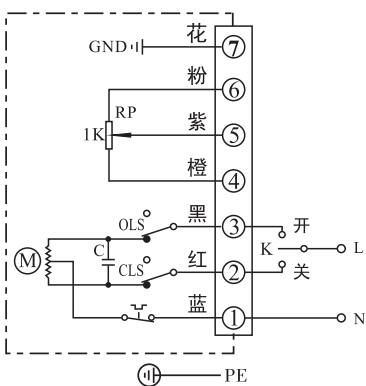 花
GND ⑦
粉
⑥
RP
紫
1K ⑤
橙
④
黑
OLS ③ 开
K L
C 红
M CLS ② 关
蓝
① N
PE